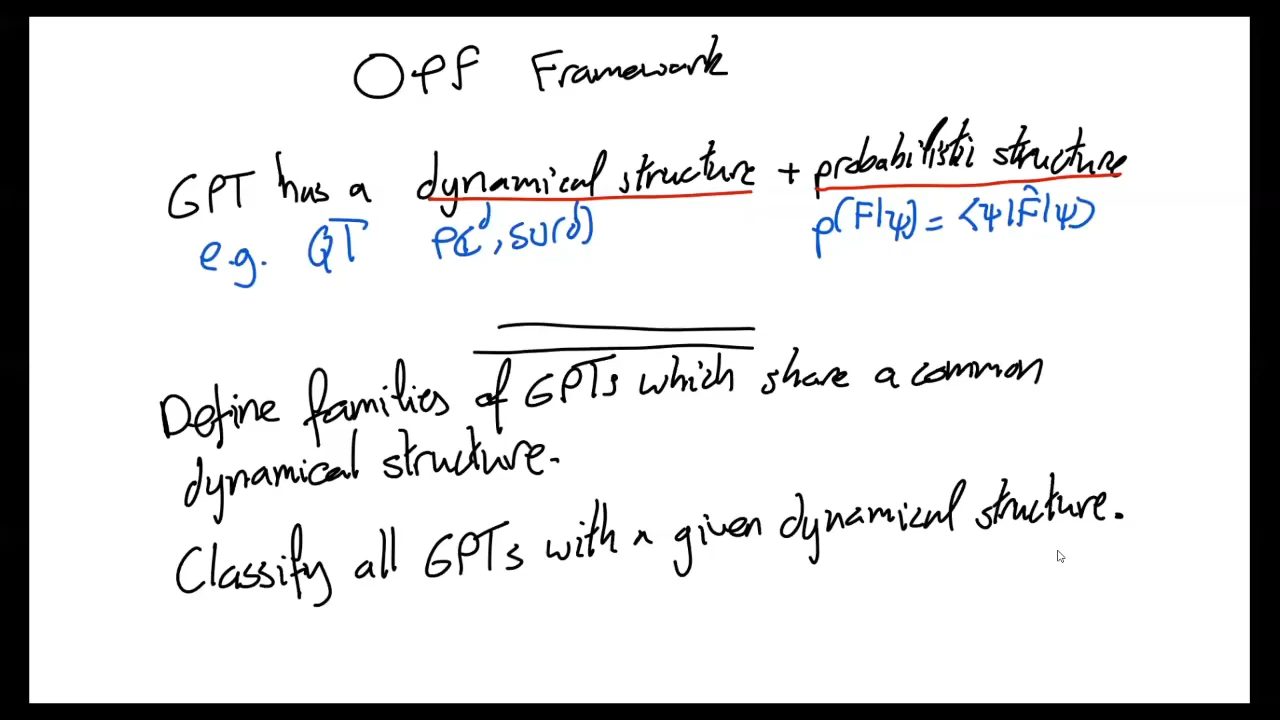 OPF Framework
GPT has a dynamical structure + probabilistic structure
e.g. QT Pℂᵈ, SU(d) p(F|ψ) = ⟨ψ|F̂|ψ⟩
Define families of GPTs which share a common
dynamical structure.
Classify all GPTs with a given dynamical structure.